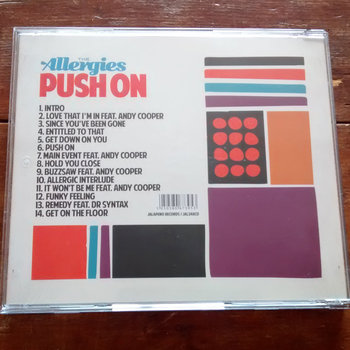 THE
Allergies
PUSH ON
1. INTRO
2. LOVE THAT I'M IN FEAT. ANDY COOPER
3. SINCE YOU'VE BEEN GONE
4. ENTITLED TO THAT
5. GET DOWN ON YOU
6. PUSH ON
7. MAIN EVENT FEAT. ANDY COOPER
8. HOLD YOU CLOSE
9. BUZZSAW FEAT. ANDY COOPER
10. ALLERGIC INTERLUDE
11. IT WON'T BE ME FEAT. ANDY COOPER
12. FUNKY FEELING
13. REMEDY FEAT. DR SYNTAX
14. GET ON THE FLOOR
JALAPENO RECORDS /